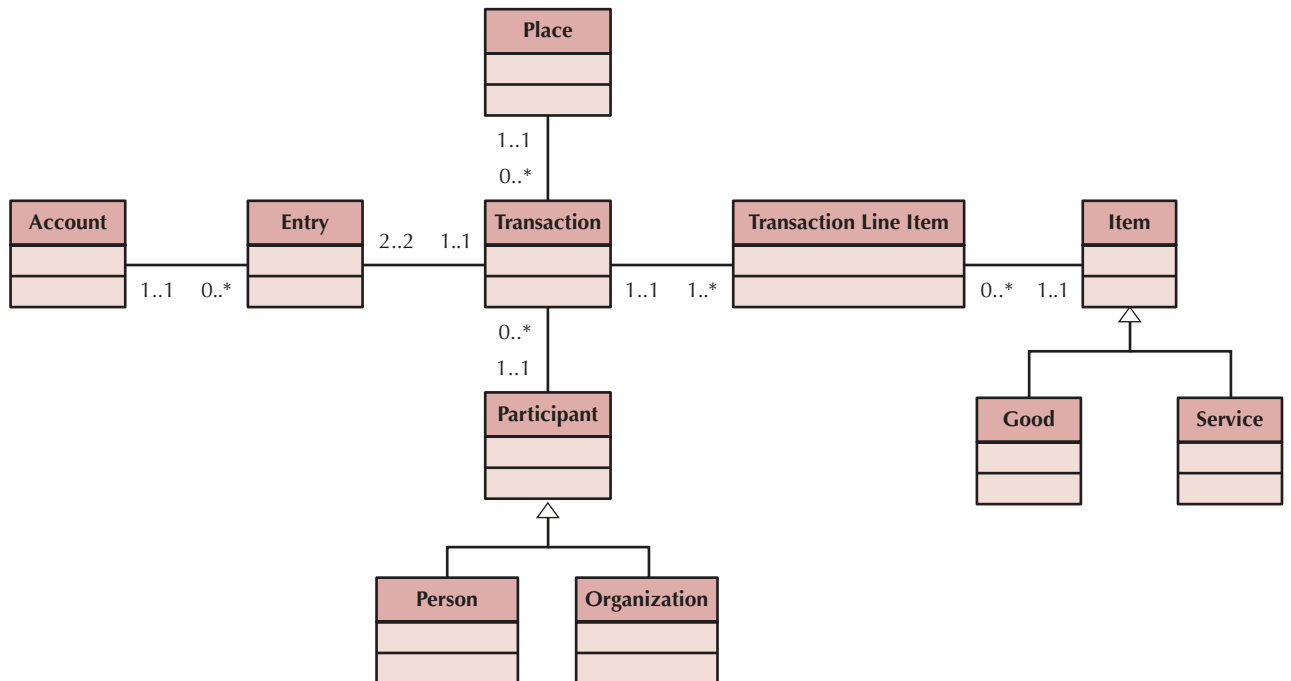 Place
1..1
0..*
Account
Entry
Transaction
Transaction Line Item
Item
2..2 1..1
1..1 0..*
1..1 1..*
0..* 1..1
0..*
1..1
Participant
Good
Service
Person
Organization